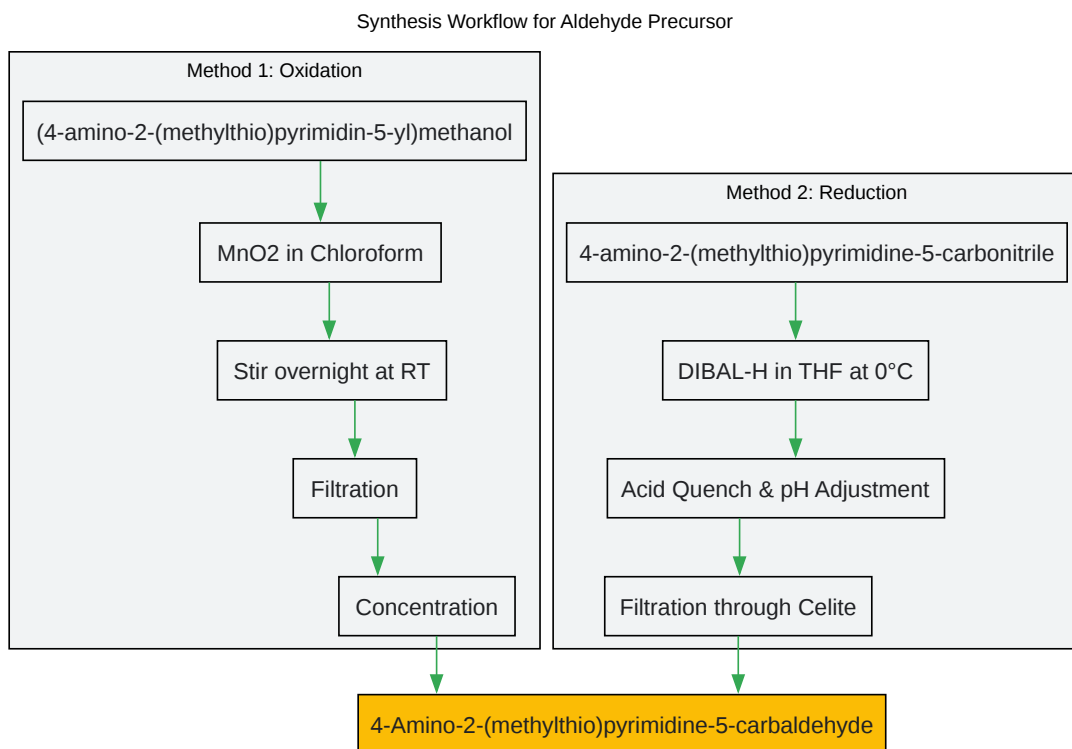 Synthesis Workflow for Aldehyde Precursor
Method 1: Oxidation
(4-amino-2-(methylthio)pyrimidin-5-yl)methanol
MnO2 in Chloroform
Stir overnight at RT
Filtration
Concentration
Method 2: Reduction
4-amino-2-(methylthio)pyrimidine-5-carbonitrile
DIBAL-H in THF at 0°C
Acid Quench & pH Adjustment
Filtration through Celite
4-Amino-2-(methylthio)pyrimidine-5-carbaldehyde